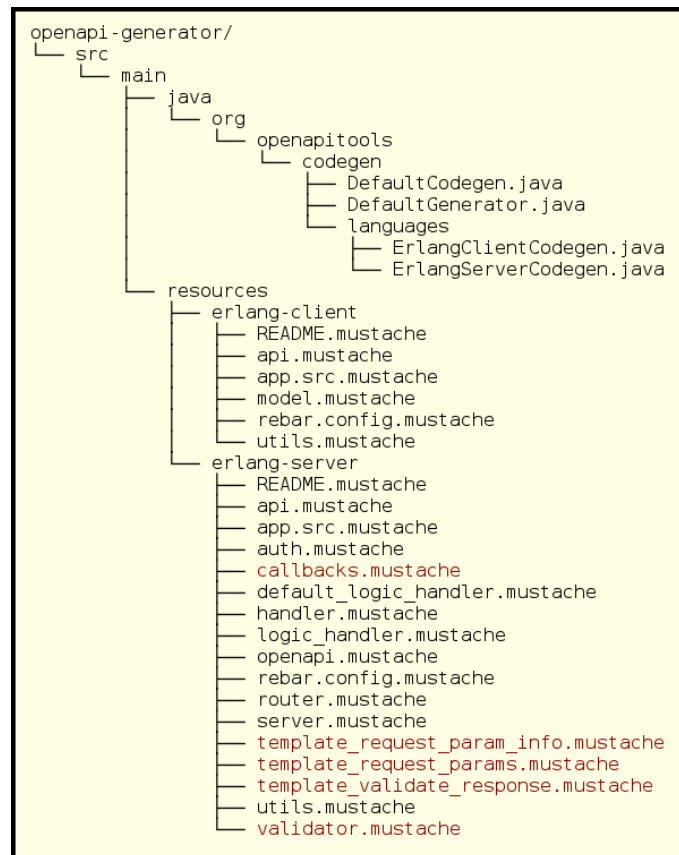 openapi-generator/
└── src
    └── main
        ├── java
        │   └── org
        │       └── openapitools
        │           └── codegen
        │               ├── DefaultCodegen.java
        │               ├── DefaultGenerator.java
        │               └── languages
        │                   ├── ErlangClientCodegen.java
        │                   └── ErlangServerCodegen.java
        └── resources
            ├── erlang-client
            │   ├── README.mustache
            │   ├── api.mustache
            │   ├── app.src.mustache
            │   ├── model.mustache
            │   ├── rebar.config.mustache
            │   └── utils.mustache
            └── erlang-server
                ├── README.mustache
                ├── api.mustache
                ├── app.src.mustache
                ├── auth.mustache
                ├── callbacks.mustache
                ├── default_logic_handler.mustache
                ├── handler.mustache
                ├── logic_handler.mustache
                ├── openapi.mustache
                ├── rebar.config.mustache
                ├── router.mustache
                ├── server.mustache
                ├── template_request_param_info.mustache
                ├── template_request_params.mustache
                ├── template_validate_response.mustache
                ├── utils.mustache
                └── validator.mustache